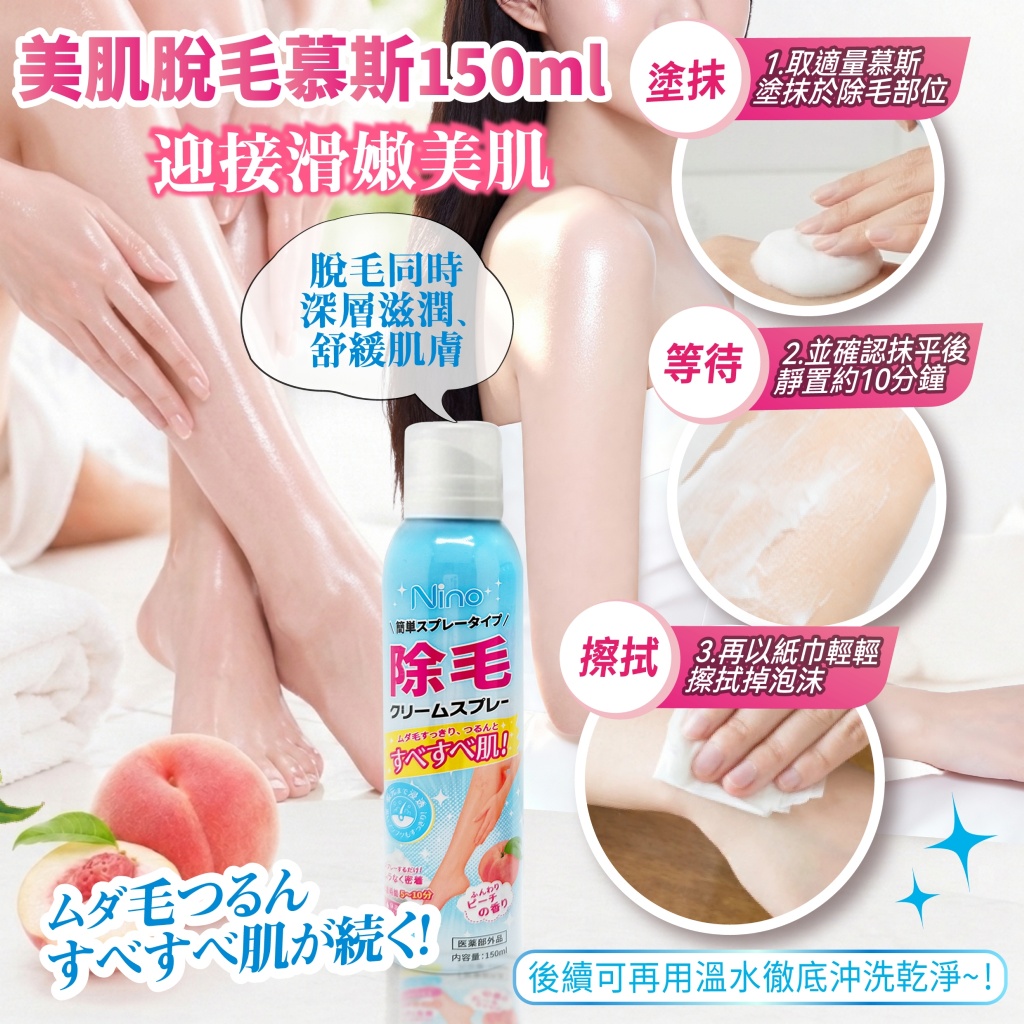 美肌脫毛慕斯150ml
迎接滑嫩美肌
脫毛同時
深層滋潤、
舒緩肌膚
塗抹
1.取適量慕斯
塗抹於除毛部位
等待
2.並確認抹平後
靜置約10分鐘
擦拭
3.再以紙巾輕輕
擦拭掉泡沫
Nino
\簡単スプレータイプ/
除毛
クリームスプレー
ムダ毛すっきり、つるんと
すべすべ肌!
なく密着
5~10分
ふんわり
ピーチ
の香り
医薬部外品
内容量:150ml
ムダ毛つるん
すべすべ肌が続く!
後續可再用溫水徹底沖洗乾淨~!